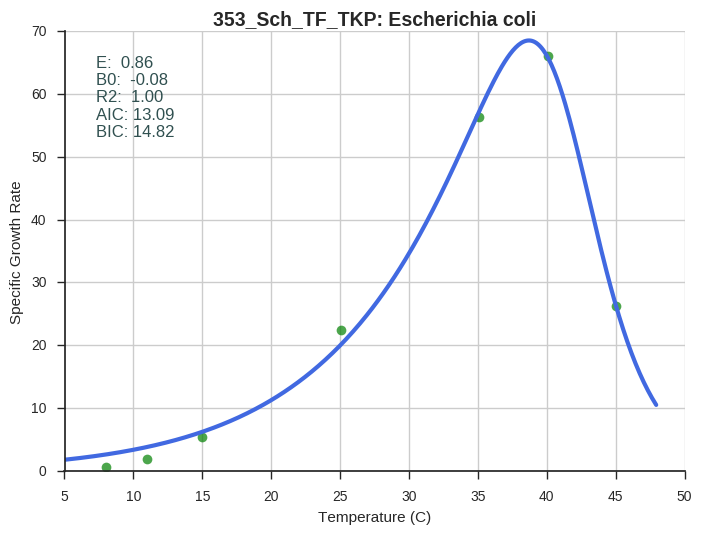 353_Sch_TF_TKP: Escherichia coli
70
60
50
40
30
20
10
0
E:  0.86
B0:  -0.08
R2:  1.00
AIC: 13.09
BIC: 14.82
Specific Growth Rate
5 10 15 20 25 30 35 40 45 50
Temperature (C)